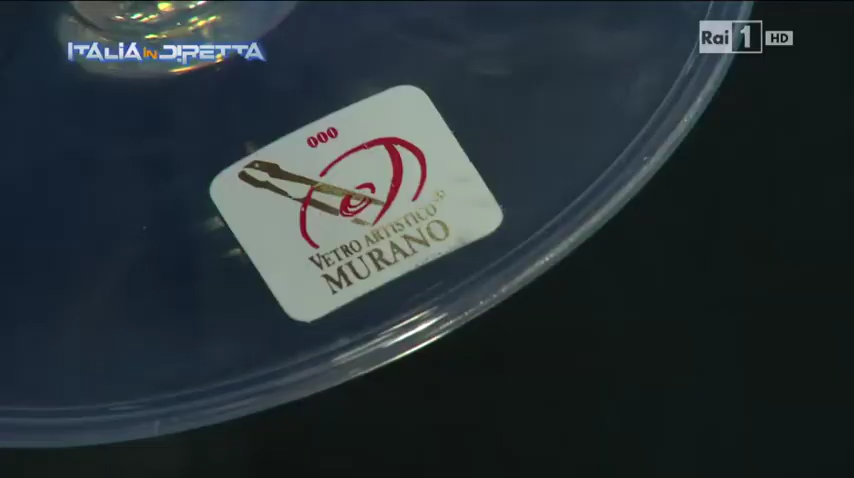 ITALIA IN DIRETTA
Rai 1 HD
000
VETRO ARTISTICO®
MURANO